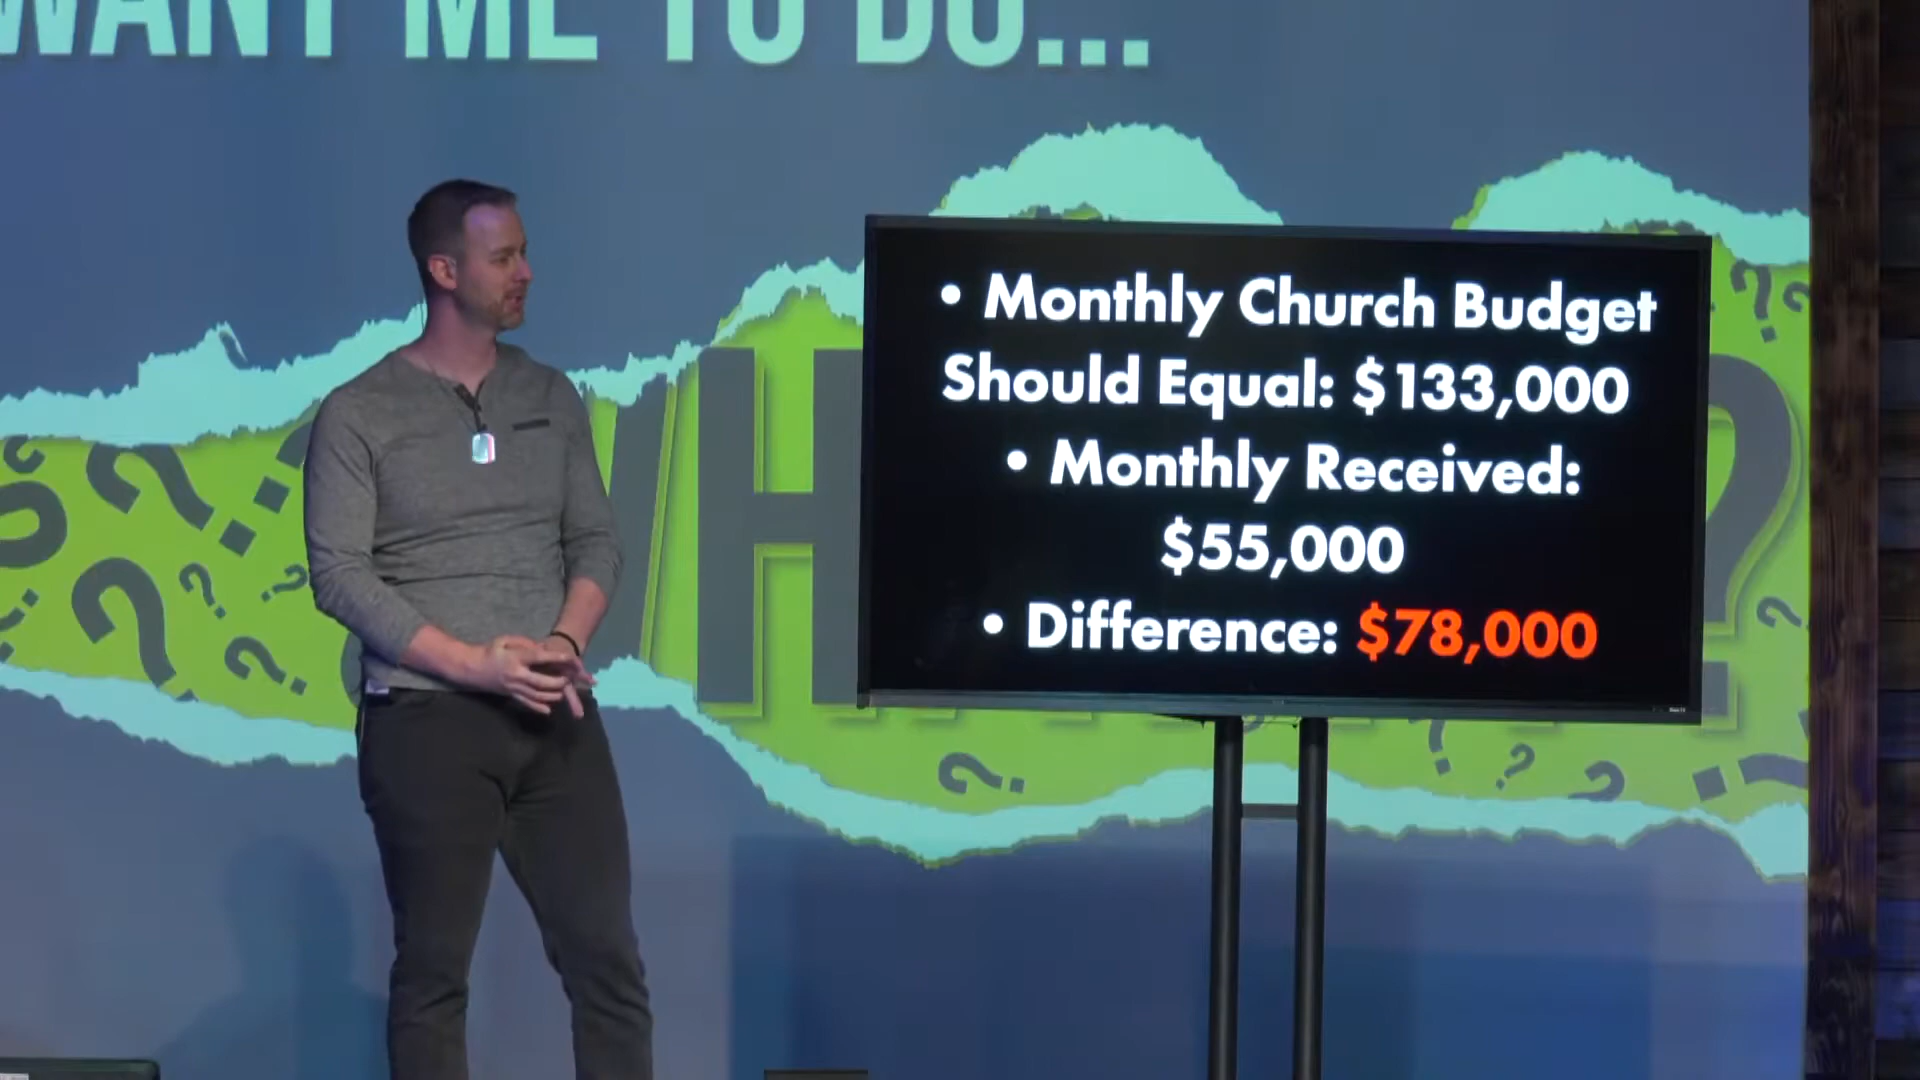 WANT ME TO DO...
• Monthly Church Budget
Should Equal: $133,000
• Monthly Received:
$55,000
• Difference: $78,000